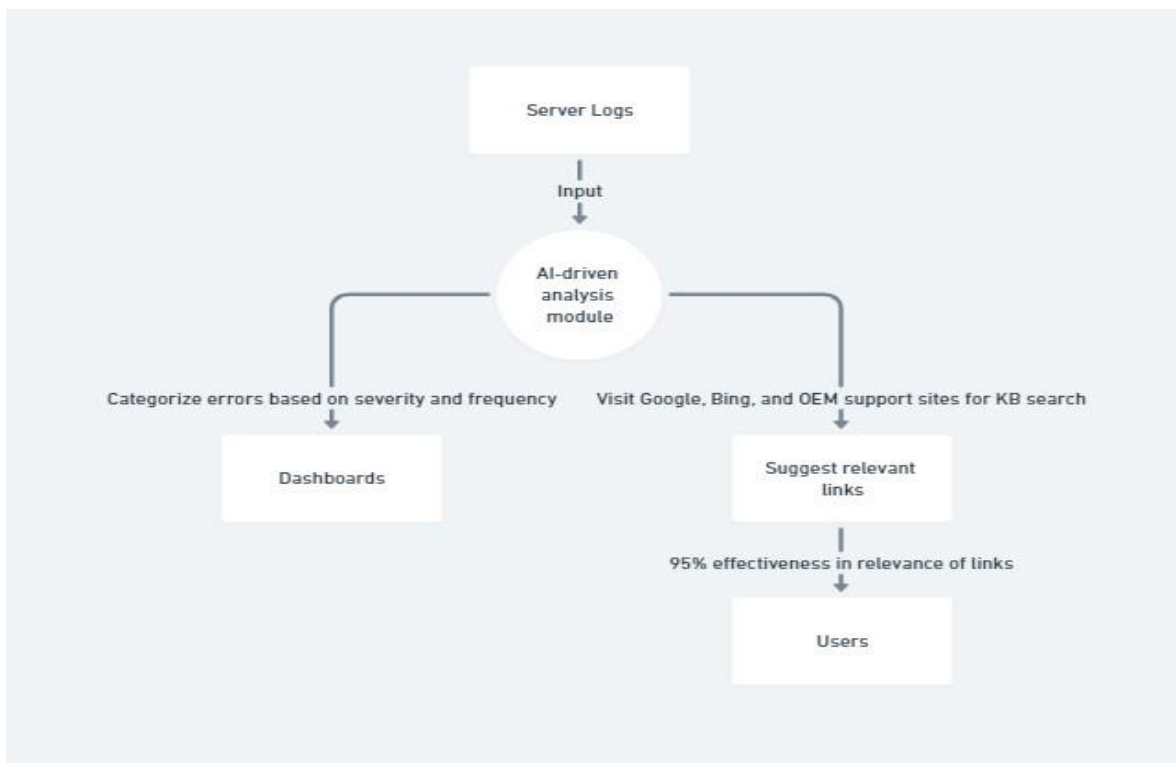 Server Logs
Input
AI-driven
analysis
module
Categorize errors based on severity and frequency
Visit Google, Bing, and OEM support sites for KB search
Dashboards
Suggest relevant
links
95% effectiveness in relevance of links
Users